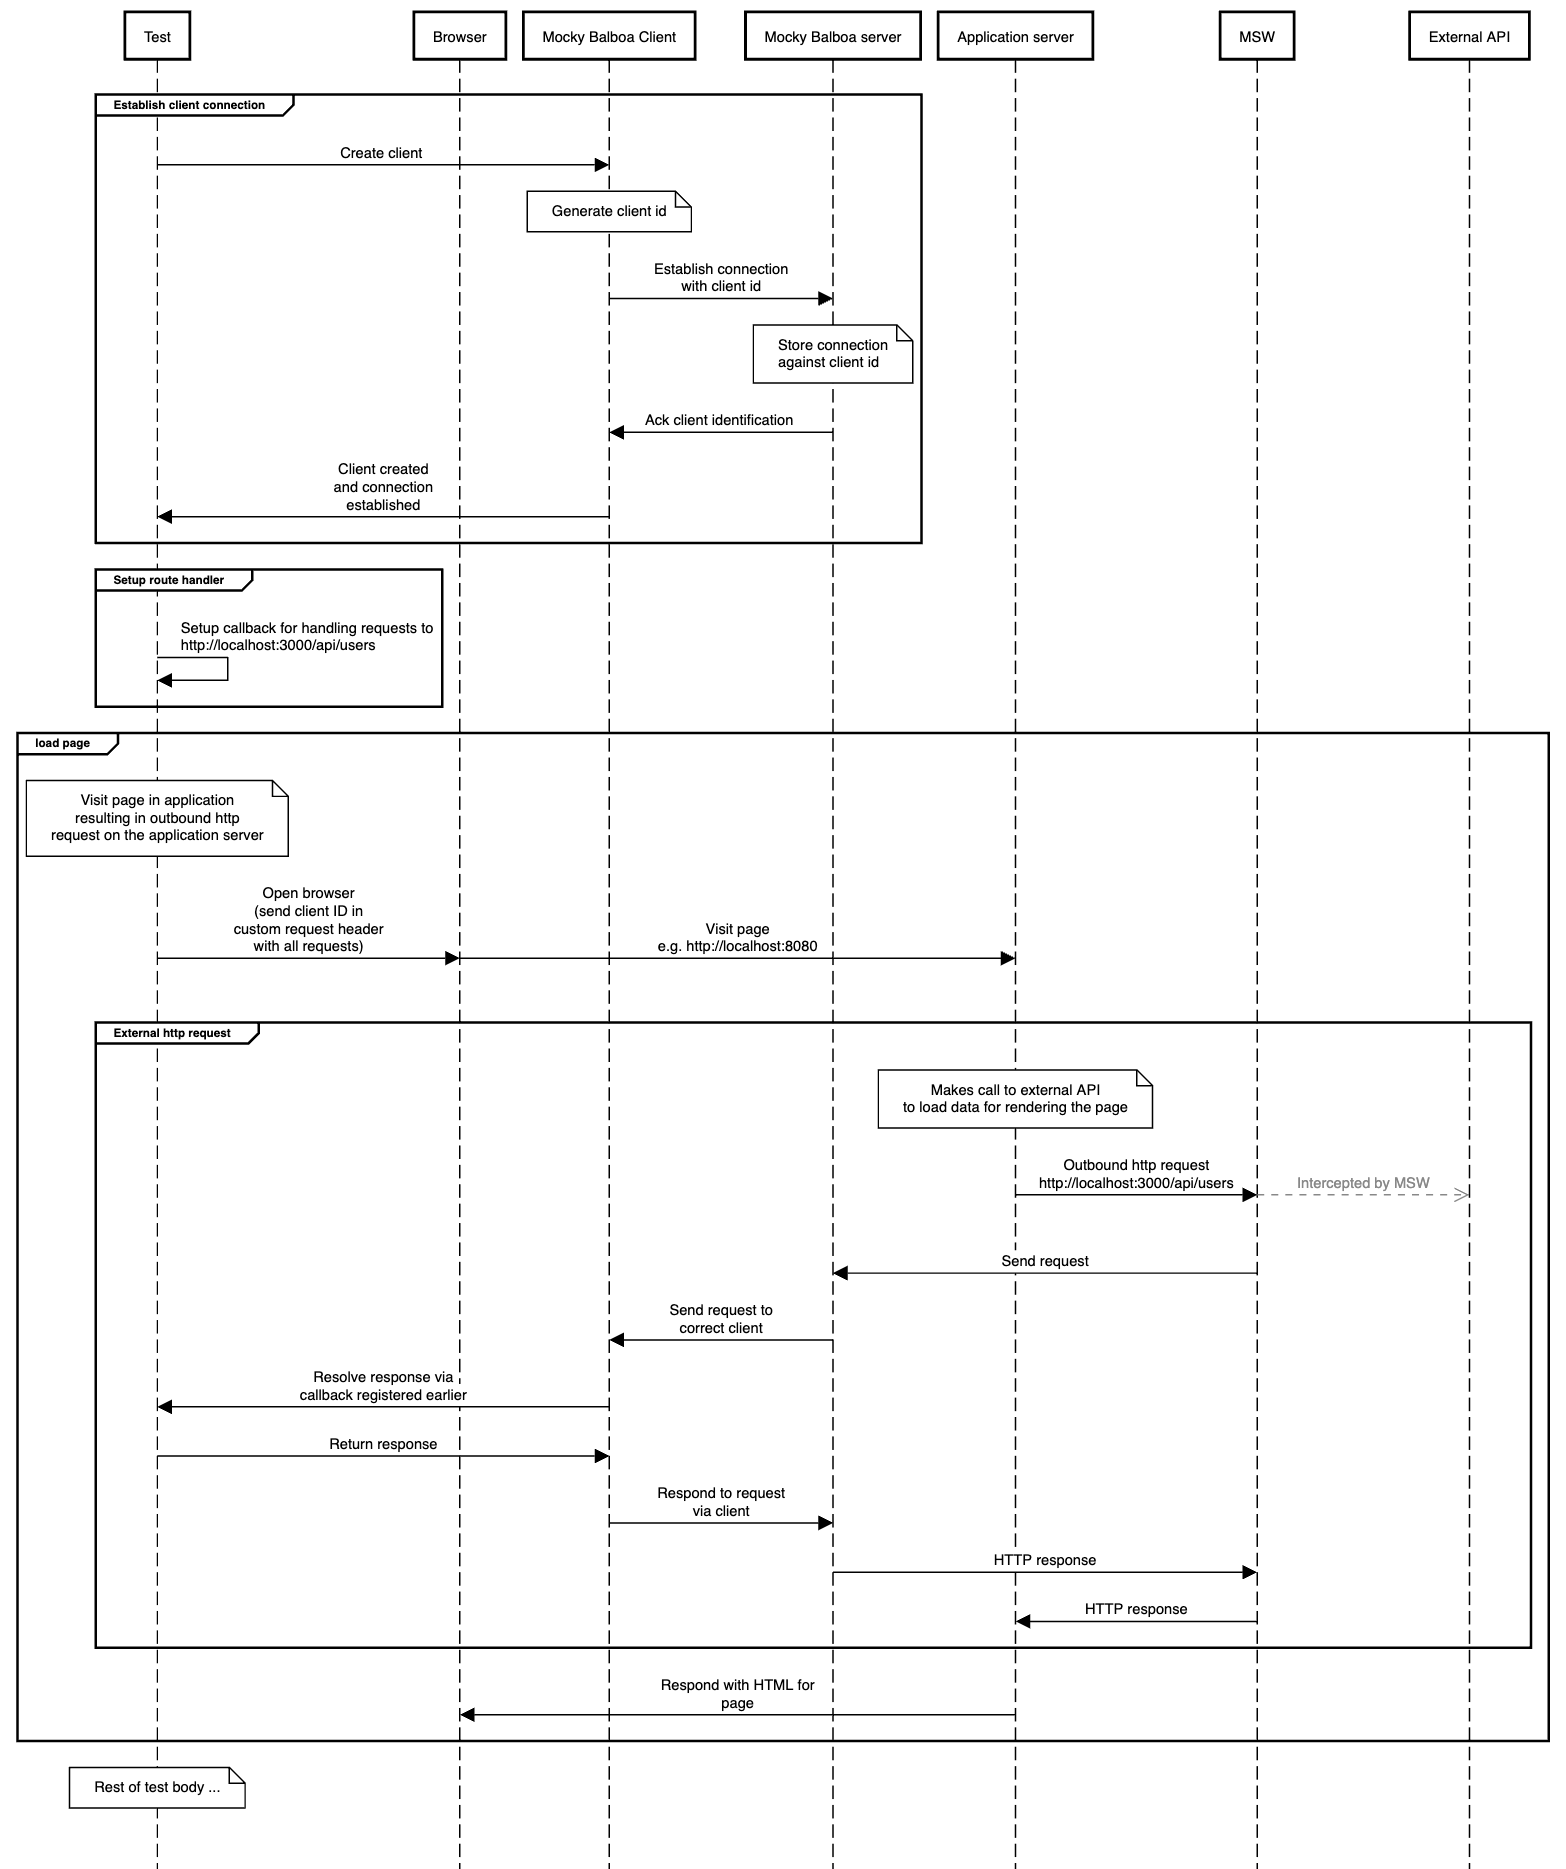 Test
Browser
Mocky Balboa Client
Mocky Balboa server
Application server
MSW
External API
Establish client connection
Create client
Generate client id
Establish connection
with client id
Store connection
against client id
Ack client identification
Client created
and connection
established
Setup route handler
Setup callback for handling requests to
http://localhost:3000/api/users
load page
Visit page in application
resulting in outbound http
request on the application server
Open browser
(send client ID in
custom request header
with all requests)
Visit page
e.g. http://localhost:8080
External http request
Makes call to external API
to load data for rendering the page
Outbound http request
http://localhost:3000/api/users
Intercepted by MSW
Send request
Send request to
correct client
Resolve response via
callback registered earlier
Return response
Respond to request
via client
HTTP response
HTTP response
Respond with HTML for
page
Rest of test body ...